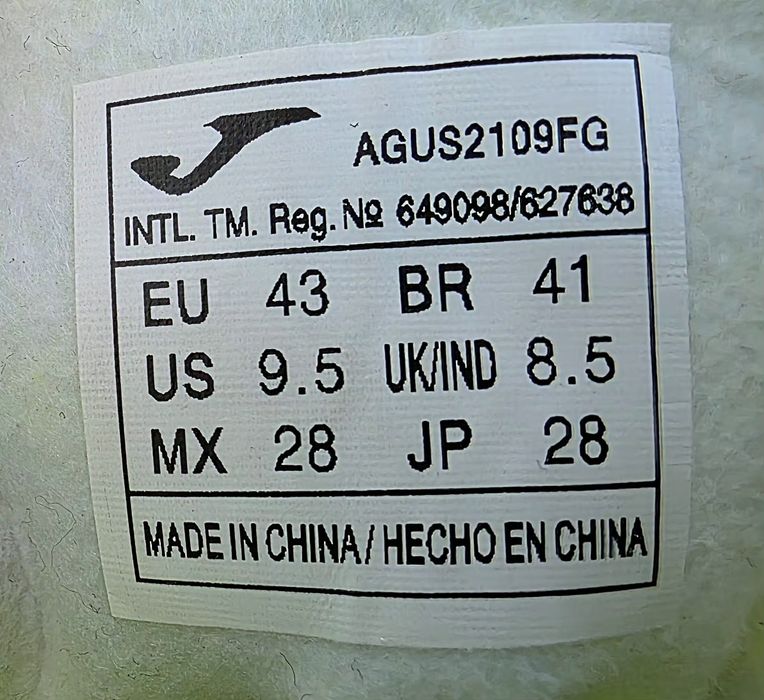 AGUS2109FG
INTL. TM. Reg. Nº 649098/627638
EU 43 BR 41
US 9.5 UK/IND 8.5
MX 28 JP 28
MADE IN CHINA/ HECHO EN CHINA